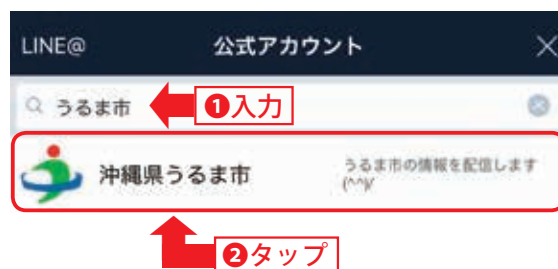 LINE@ 公式アカウント ×
うるま市 ❶入力
沖縄県うるま市 うるま市の情報を配信します
(^^)/
❷タップ